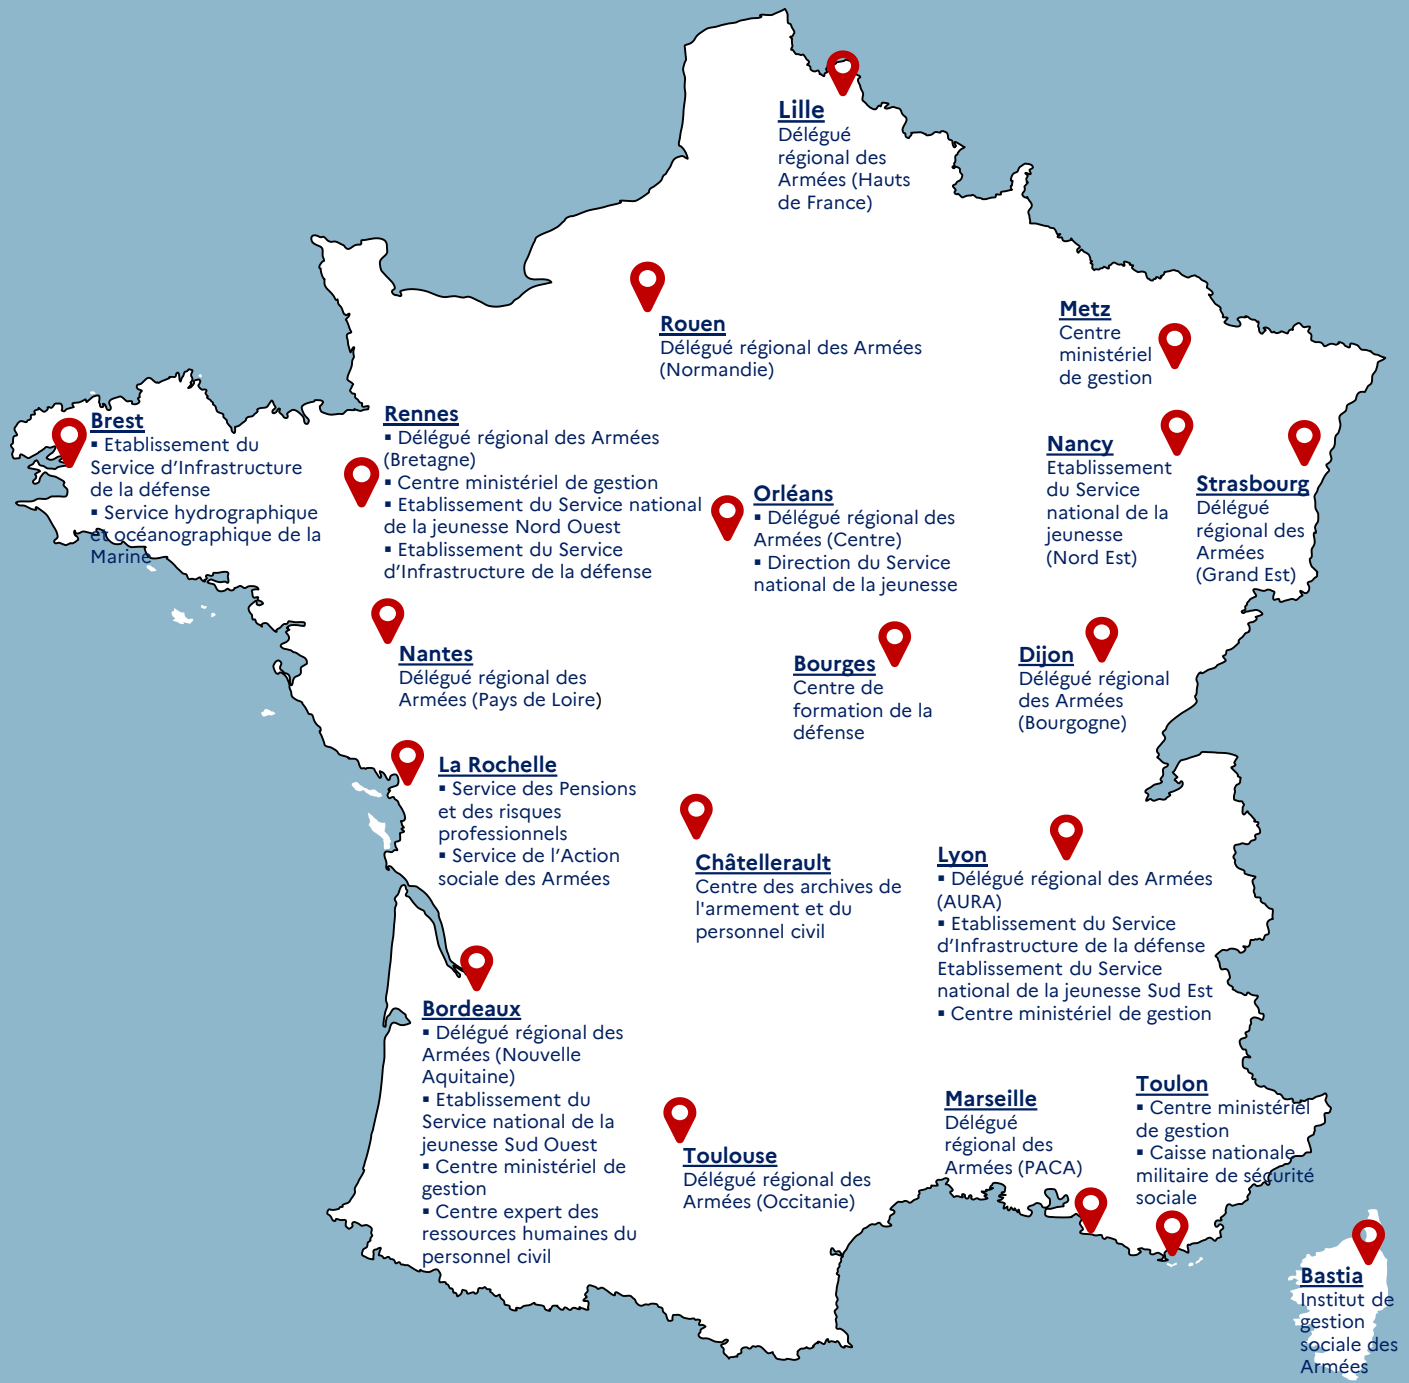 Lille
Délégué
régional des
Armées (Hauts
de France)
Rouen
Délégué régional des Armées
(Normandie)
Metz
Centre
ministériel
de gestion
Brest
▪ Etablissement du
Service d’Infrastructure
de la défense
▪ Service hydrographique
et océanographique de la
Marine
Rennes
▪ Délégué régional des Armées
(Bretagne)
▪ Centre ministériel de gestion
▪ Etablissement du Service national
de la jeunesse Nord Ouest
▪ Etablissement du Service
d’Infrastructure de la défense
Orléans
▪ Délégué régional des
Armées (Centre)
▪ Direction du Service
national de la jeunesse
Nancy
Etablissement
du Service
national de la
jeunesse
(Nord Est)
Strasbourg
Délégué
régional des
Armées
(Grand Est)
Nantes
Délégué régional des
Armées (Pays de Loire)
Bourges
Centre de
formation de la
défense
Dijon
Délégué régional
des Armées
(Bourgogne)
La Rochelle
▪ Service des Pensions
et des risques
professionnels
▪ Service de l’Action
sociale des Armées
Châtellerault
Centre des archives de
l'armement et du
personnel civil
Lyon
▪ Délégué régional des Armées
(AURA)
▪ Etablissement du Service
d’Infrastructure de la défense
Etablissement du Service
national de la jeunesse Sud Est
▪ Centre ministériel de gestion
Bordeaux
▪ Délégué régional des
Armées (Nouvelle
Aquitaine)
▪ Etablissement du
Service national de la
jeunesse Sud Ouest
▪ Centre ministériel de
gestion
▪ Centre expert des
ressources humaines du
personnel civil
Toulouse
Délégué régional des
Armées (Occitanie)
Marseille
Délégué
régional des
Armées (PACA)
Toulon
▪ Centre ministériel
de gestion
▪ Caisse nationale
militaire de sécurité
sociale
Bastia
Institut de
gestion
sociale des
Armées